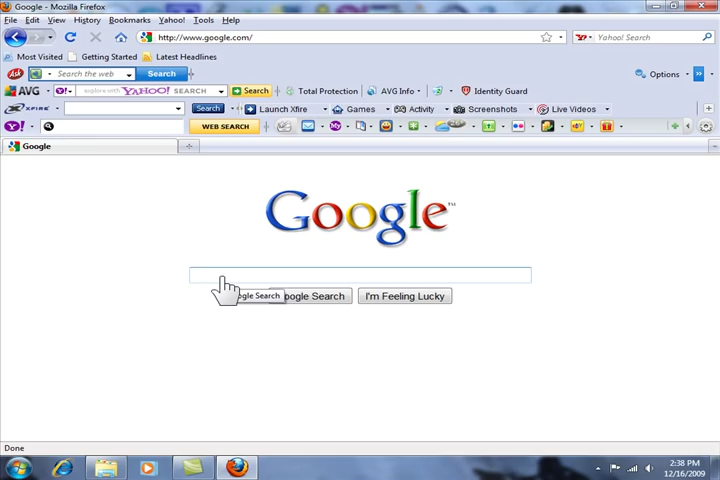 Google - Mozilla Firefox
File Edit View History Bookmarks Yahoo! Tools Help
http://www.google.com/ Yahoo! Search
Most Visited Getting Started Latest Headlines
Ask Search the web Search Options »
AVG Y! explore with YAHOO! SEARCH Search Total Protection AVG Info Identity Guard
XFIRE Search Launch Xfire Games Activity Screenshots Live Videos
Y! WEB SEARCH My
Google
Google™
Google Search I'm Feeling Lucky
ogle Search
Done
2:38 PM
12/16/2009